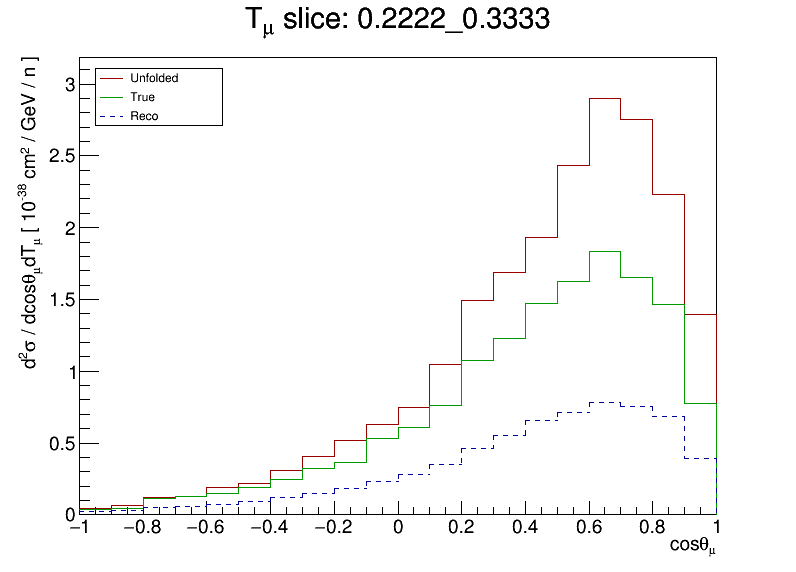 T_μ slice: 0.2222_0.3333
d²σ / dcosθ_μdT_μ [ 10⁻³⁸ cm² / GeV / n ]
Unfolded
True
Reco
3
2.5
2
1.5
1
0.5
0
−1 −0.8 −0.6 −0.4 −0.2 0 0.2 0.4 0.6 0.8 1
cosθ_μ